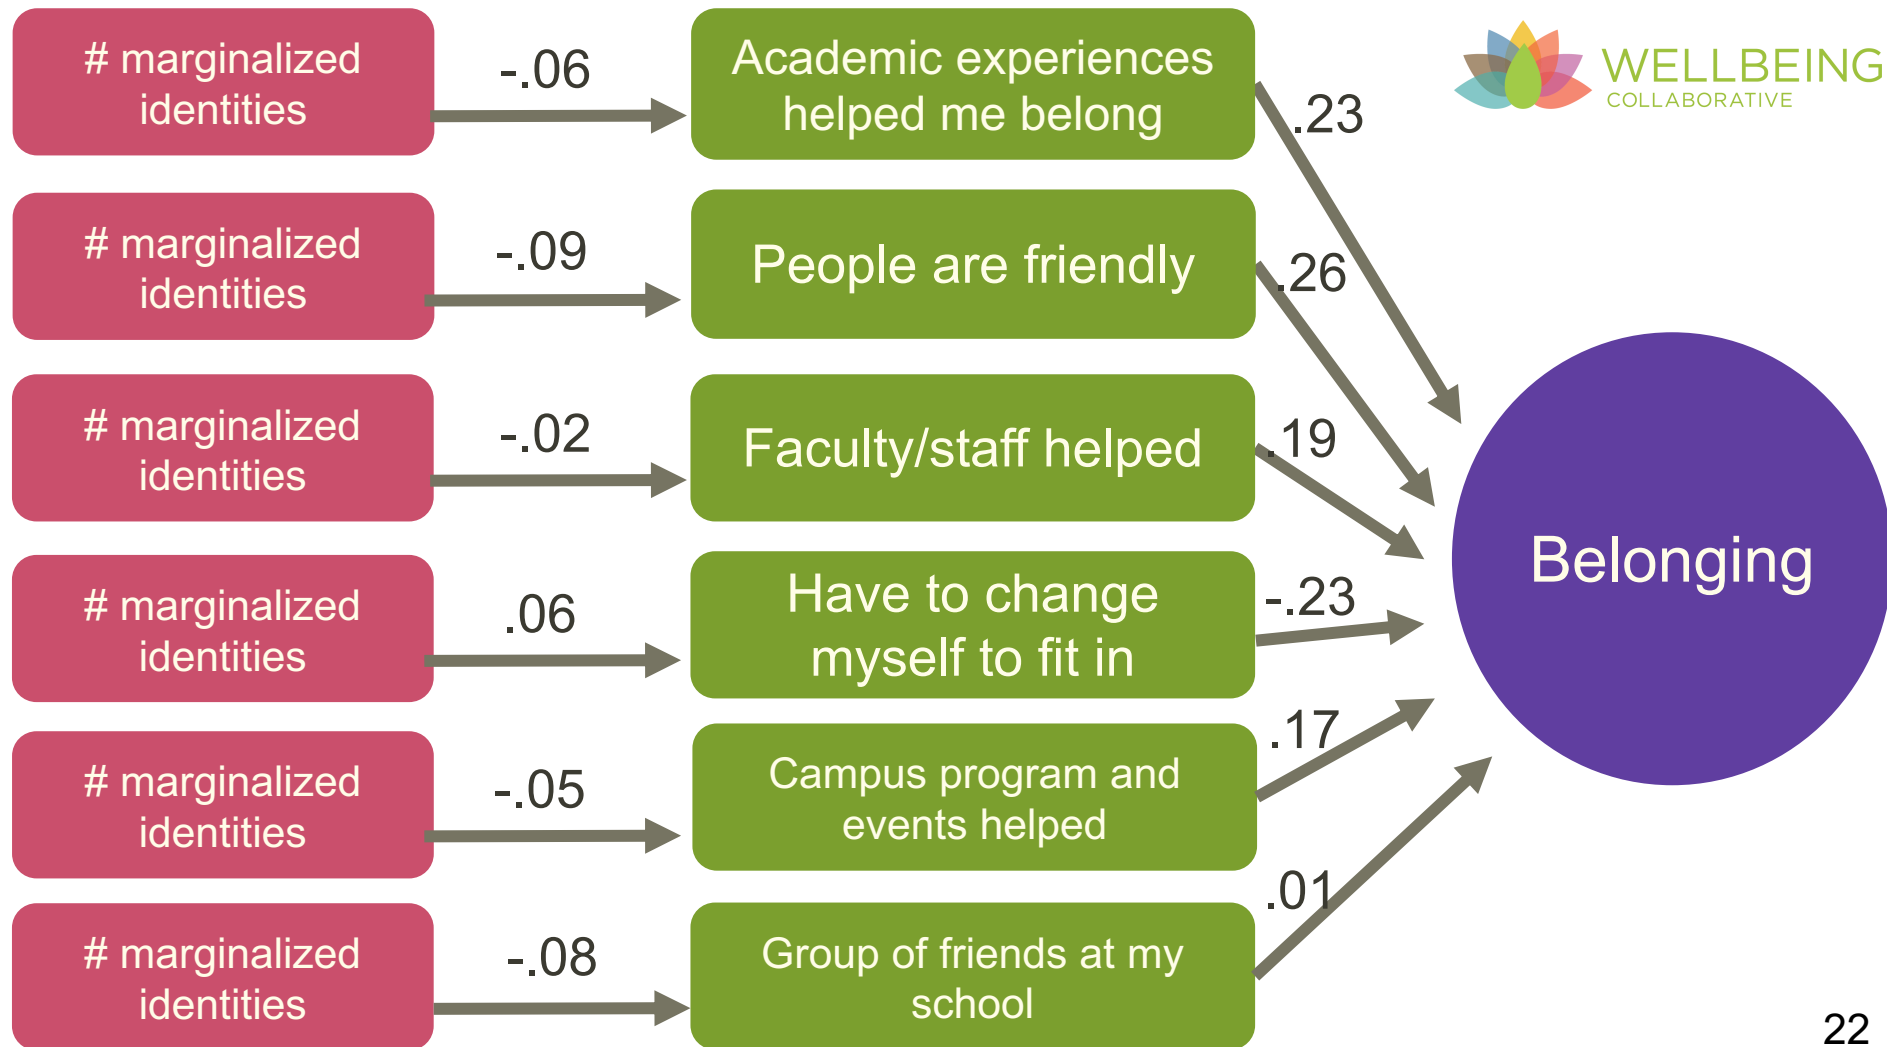 # marginalized
identities
-.06
Academic experiences
helped me belong
.23
WELLBEING
COLLABORATIVE
# marginalized
identities
-.09
People are friendly
.26
# marginalized
identities
-.02
Faculty/staff helped
.19
# marginalized
identities
.06
Have to change
myself to fit in
-.23
Belonging
# marginalized
identities
-.05
Campus program and
events helped
.17
# marginalized
identities
-.08
Group of friends at my
school
.01
22